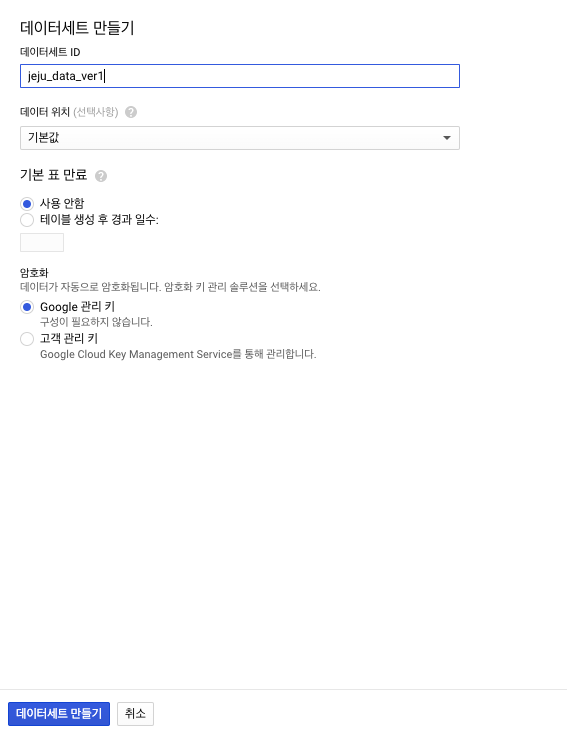 데이터세트 만들기
데이터세트 ID
jeju_data_ver1
데이터 위치 (선택사항) ?
기본값
기본 표 만료 ?
사용 안함
테이블 생성 후 경과 일수:
암호화
데이터가 자동으로 암호화됩니다. 암호화 키 관리 솔루션을 선택하세요.
Google 관리 키
구성이 필요하지 않습니다.
고객 관리 키
Google Cloud Key Management Service를 통해 관리합니다.
데이터세트 만들기 취소